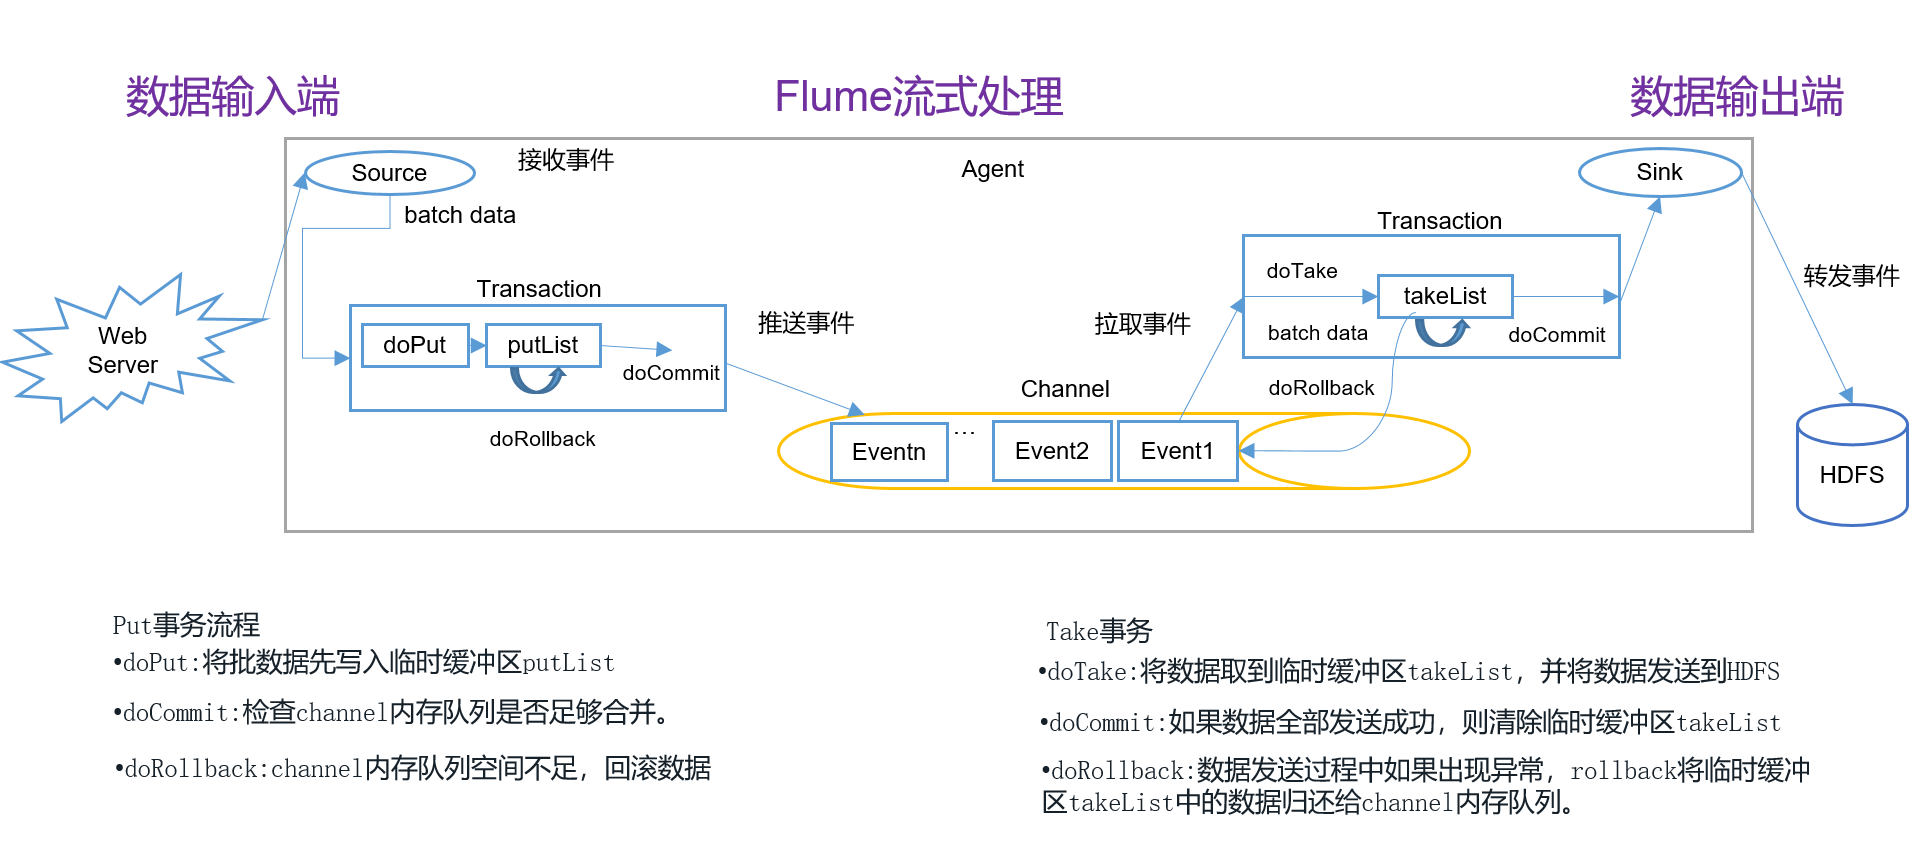 数据输入端
Flume流式处理
数据输出端
Source
接收事件
Agent
Sink
batch data
Transaction
doTake
takeList
batch data
doCommit
转发事件
Web
Server
Transaction
doPut
putList
doCommit
推送事件
拉取事件
doRollback
Channel
doRollback
Eventn
...
Event2
Event1
HDFS
Put事务流程
•doPut:将批数据先写入临时缓冲区putList
•doCommit:检查channel内存队列是否足够合并。
•doRollback:channel内存队列空间不足，回滚数据
Take事务
•doTake:将数据取到临时缓冲区takeList，并将数据发送到HDFS
•doCommit:如果数据全部发送成功，则清除临时缓冲区takeList
•doRollback:数据发送过程中如果出现异常，rollback将临时缓冲
区takeList中的数据归还给channel内存队列。